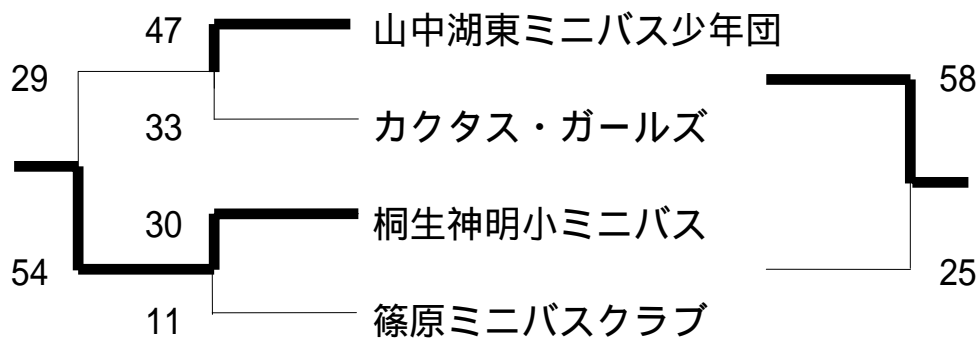 47 山中湖東ミニバス少年団
29 58
33 カクタス・ガールズ
30 桐生神明小ミニバス
54 25
11 篠原ミニバスクラブ